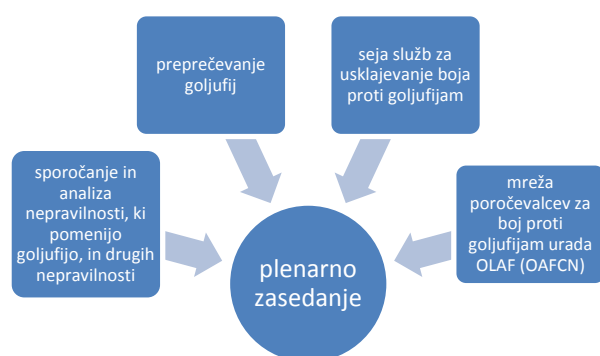 preprečevanje
goljufij
seja služb za
usklajevanje boja
proti goljufijam
sporočanje in
analiza
nepravilnosti, ki
pomenijo
goljufijo, in drugih
nepravilnosti
mreža
poročevalcev za
boj proti
goljufijam urada
OLAF (OAFCN)
plenarno
zasedanje